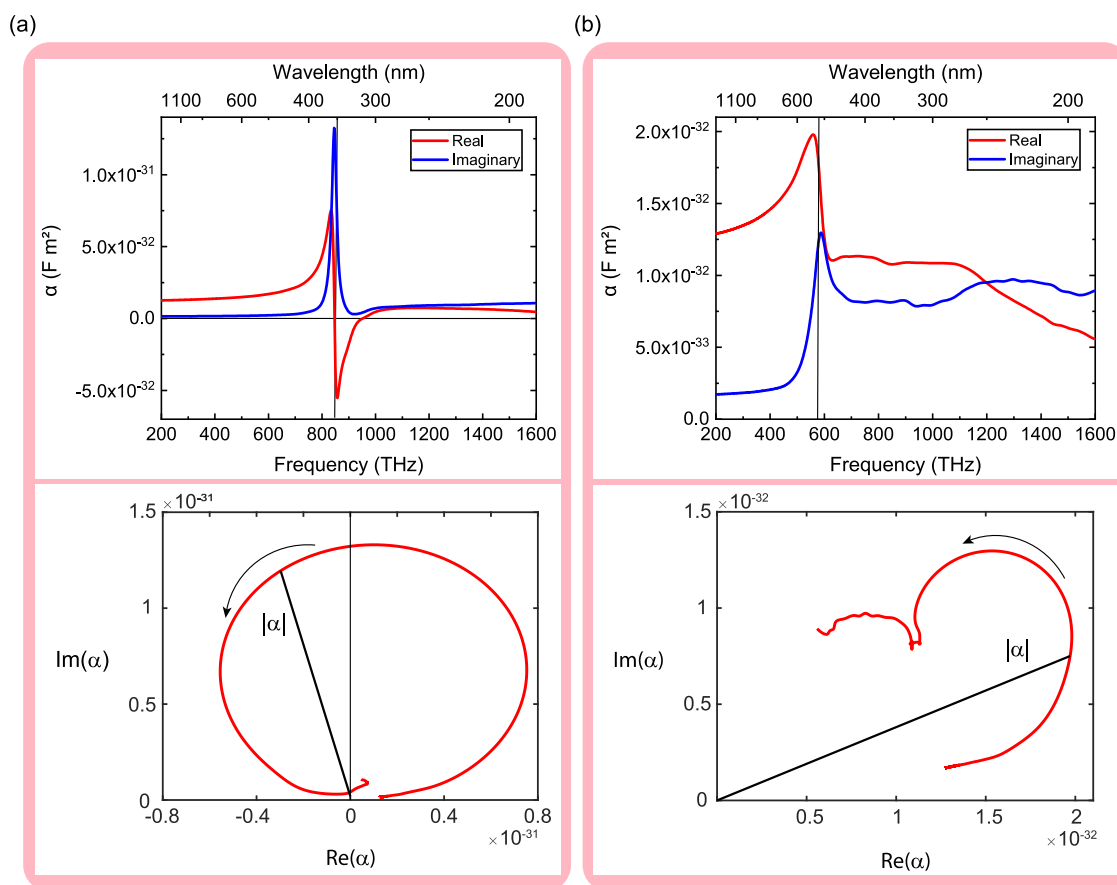 (a)
Wavelength (nm)
1100 600 400 300 200
Real
Imaginary
1.0x10⁻³¹
5.0x10⁻³²
0.0
-5.0x10⁻³²
α (F m²)
200 400 600 800 1000 1200 1400 1600
Frequency (THz)
×10⁻³¹
1.5
1
0.5
0
Im(α)
|α|
-0.8 -0.4 0 0.4 0.8
×10⁻³¹
Re(α)
(b)
Wavelength (nm)
1100 600 400 300 200
Real
Imaginary
2.0x10⁻³²
1.5x10⁻³²
1.0x10⁻³²
5.0x10⁻³³
0.0
α (F m²)
200 400 600 800 1000 1200 1400 1600
Frequency (THz)
×10⁻³²
1.5
1
0.5
0
Im(α)
|α|
0 0.5 1 1.5 2
×10⁻³²
Re(α)